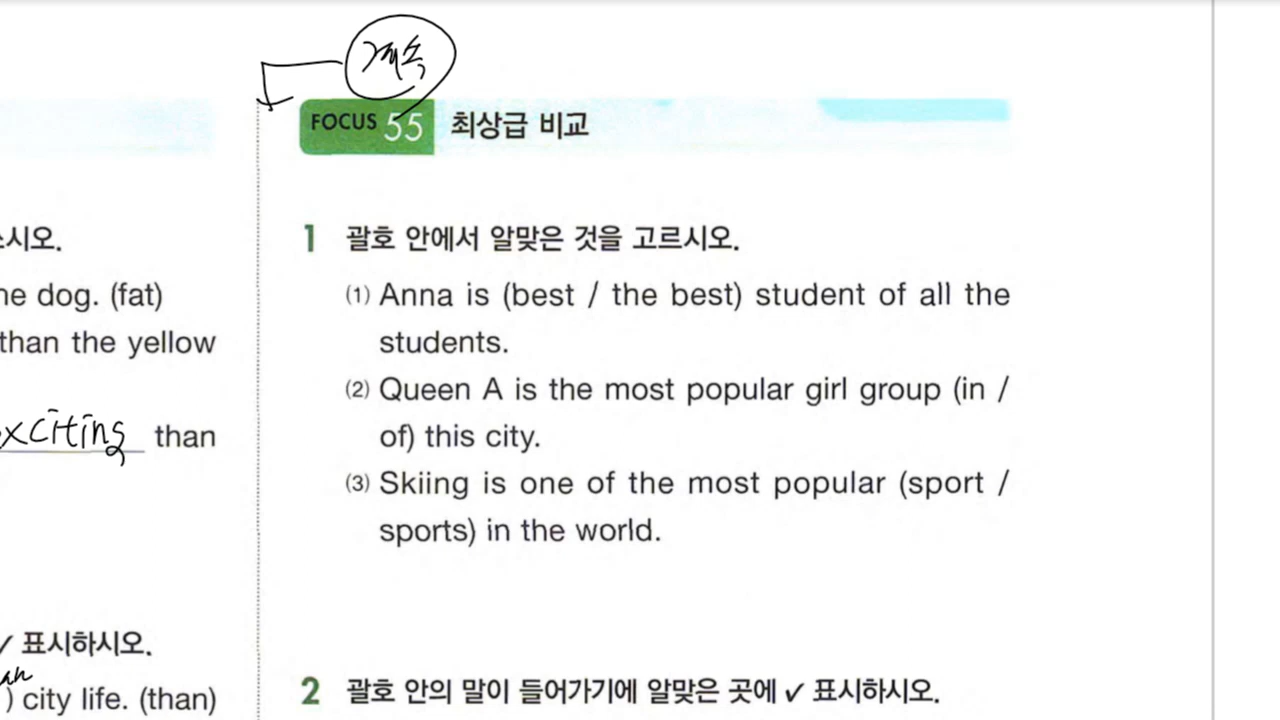 계속
FOCUS 55 최상급 비교
시오.
he dog. (fat)
than the yellow
xciting than
✓ 표시하시오.
) city life. (than)
1 괄호 안에서 알맞은 것을 고르시오.
(1) Anna is (best / the best) student of all the
students.
(2) Queen A is the most popular girl group (in /
of) this city.
(3) Skiing is one of the most popular (sport /
sports) in the world.
2 괄호 안의 말이 들어가기에 알맞은 곳에 ✓ 표시하시오.